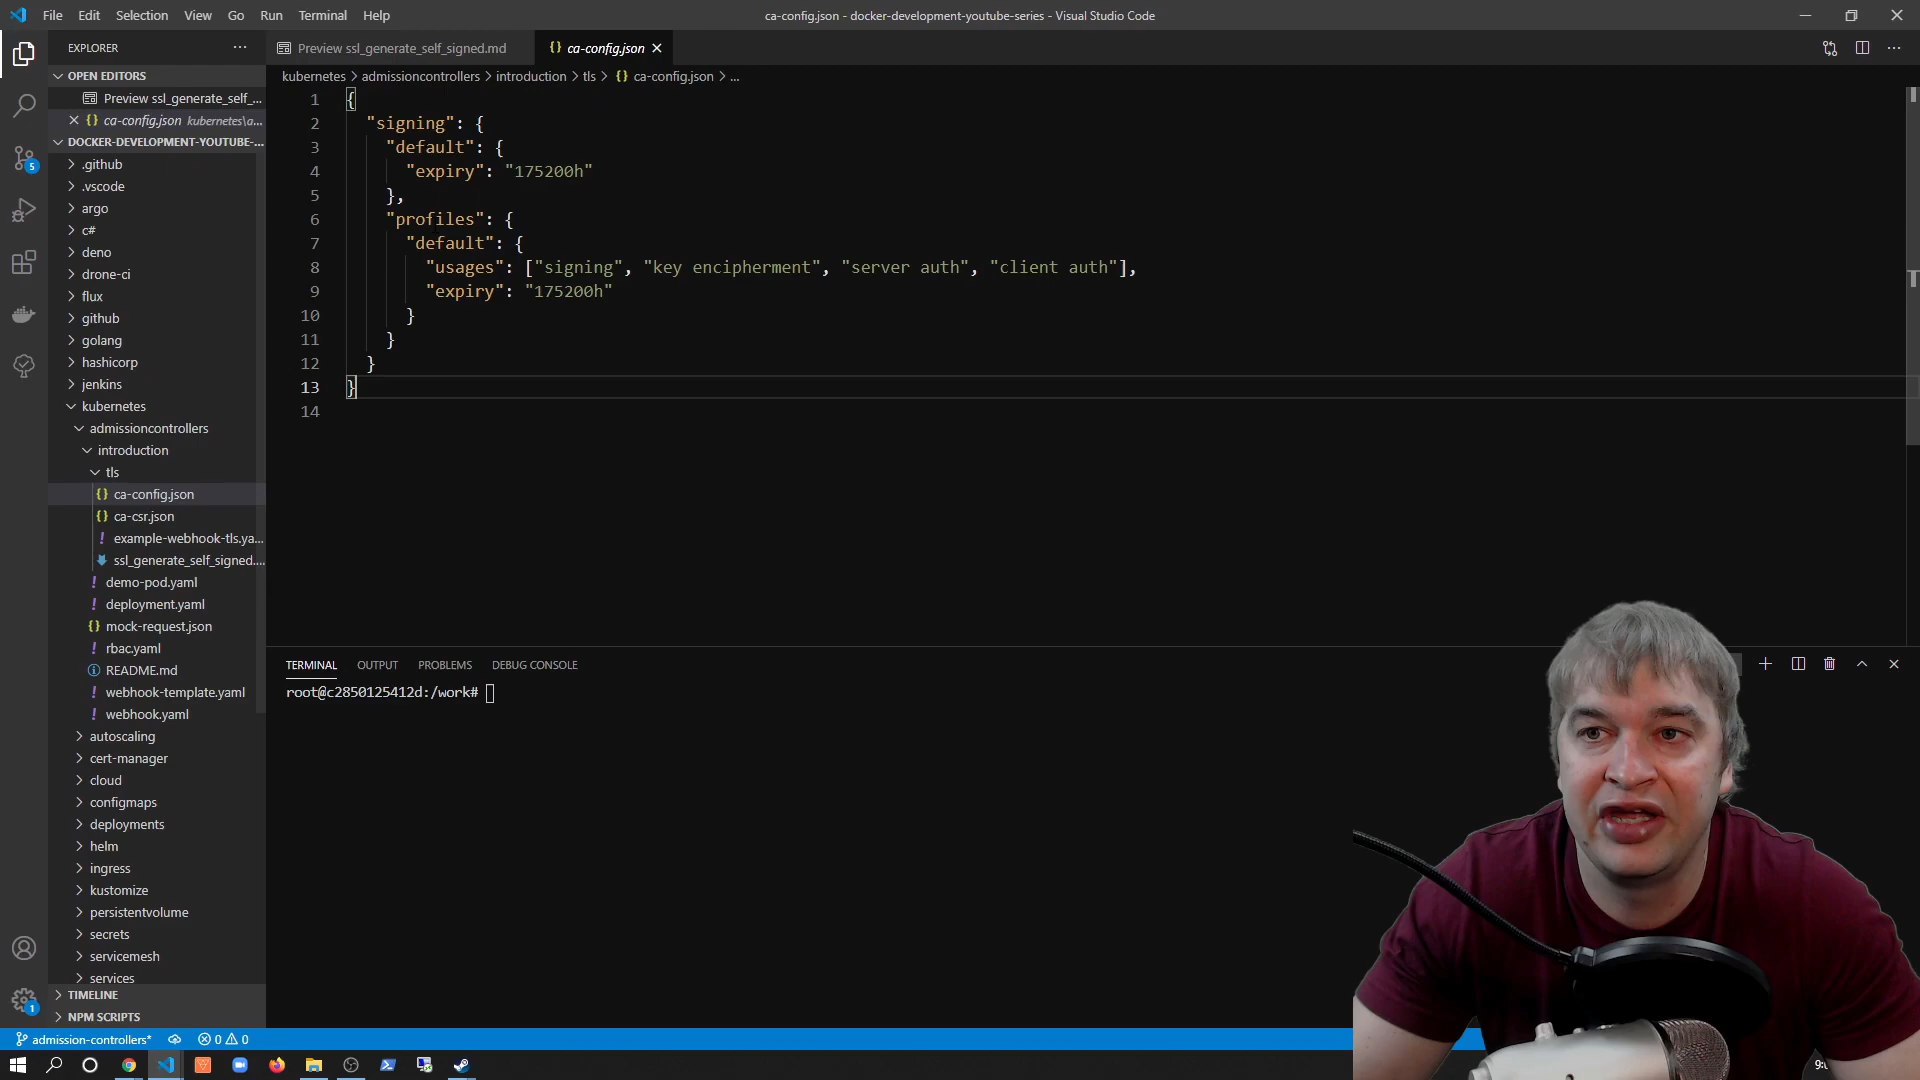 File Edit Selection View Go Run Terminal Help
ca-config.json - docker-development-youtube-series - Visual Studio Code
EXPLORER
OPEN EDITORS
Preview ssl_generate_self_...
ca-config.json kubernetes\a...
DOCKER-DEVELOPMENT-YOUTUBE-...
.github
.vscode
argo
c#
deno
drone-ci
flux
github
golang
hashicorp
jenkins
kubernetes
admissioncontrollers
introduction
tls
ca-config.json
ca-csr.json
example-webhook-tls.ya...
ssl_generate_self_signed....
demo-pod.yaml
deployment.yaml
mock-request.json
rbac.yaml
README.md
webhook-template.yaml
webhook.yaml
autoscaling
cert-manager
cloud
configmaps
deployments
helm
ingress
kustomize
persistentvolume
secrets
servicemesh
services
TIMELINE
NPM SCRIPTS
5
1
Preview ssl_generate_self_signed.md
ca-config.json
kubernetes > admissioncontrollers > introduction > tls > {} ca-config.json > ...
1 {
2 "signing": {
3 "default": {
4 "expiry": "175200h"
5 },
6 "profiles": {
7 "default": {
8 "usages": ["signing", "key encipherment", "server auth", "client auth"],
9 "expiry": "175200h"
10 }
11 }
12 }
13 }
14
TERMINAL OUTPUT PROBLEMS DEBUG CONSOLE
root@c2850125412d:/work#
admission-controllers* 0 0